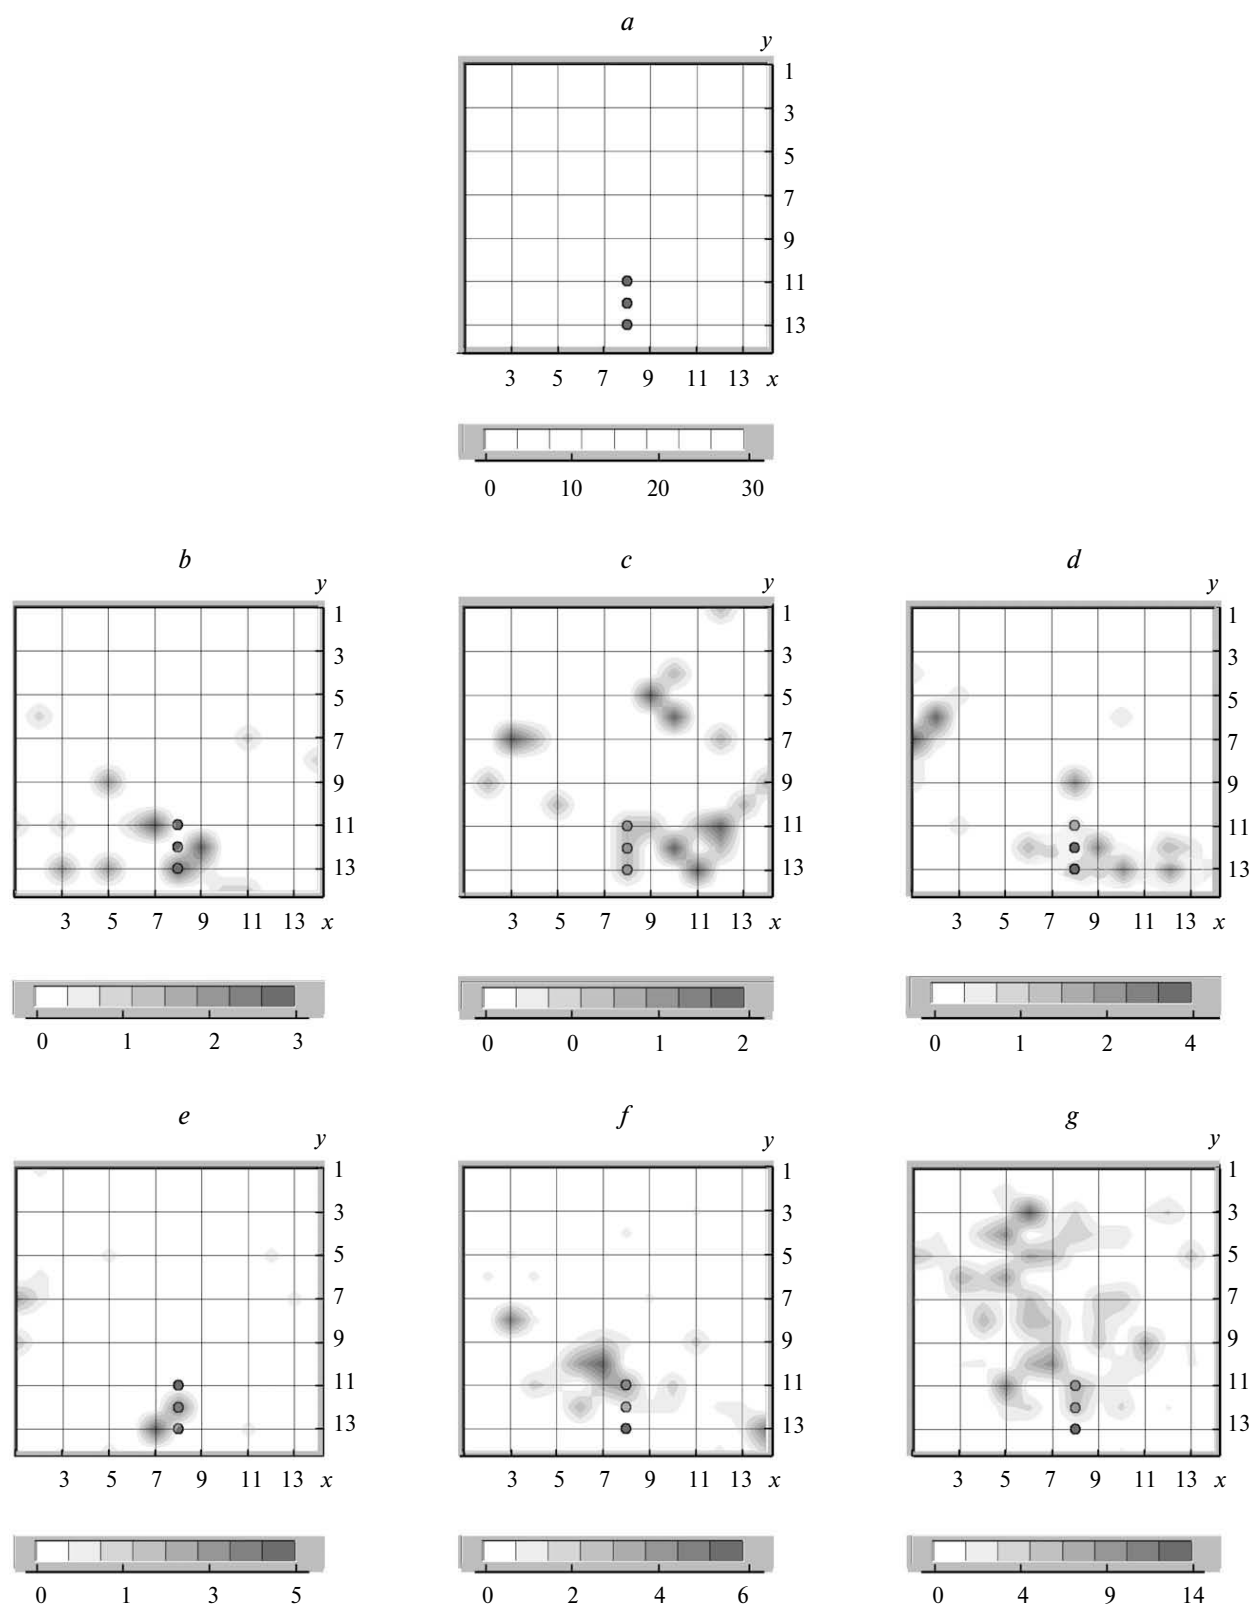 a
y
1
3
5
7
9
11
13
3 5 7 9 11 13 x
0 10 20 30
b c d
y y y
1 1 1
3 3 3
5 5 5
7 7 7
9 9 9
11 11 11
13 13 13
3 5 7 9 11 13 x 3 5 7 9 11 13 x 3 5 7 9 11 13 x
0 1 2 3 0 0 1 2 0 1 2 4
e f g
y y y
1 1 1
3 3 3
5 5 5
7 7 7
9 9 9
11 11 11
13 13 13
3 5 7 9 11 13 x 3 5 7 9 11 13 x 3 5 7 9 11 13 x
0 1 3 5 0 2 4 6 0 4 9 14